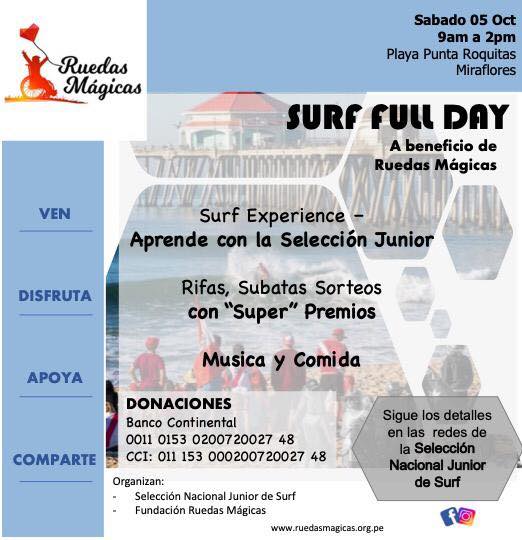 Ruedas
Mágicas
Sabado 05 Oct
9am a 2pm
Playa Punta Roquitas
Miraflores
SURF FULL DAY
A beneficio de
Ruedas Mágicas
VEN
DISFRUTA
APOYA
COMPARTE
Surf Experience –
Aprende con la Selección Junior
Rifas, Subatas Sorteos
con “Super” Premios
Musica y Comida
DONACIONES
Banco Continental
0011 0153 0200720027 48
CCI: 011 153 000200720027 48
Sigue los detalles
en las redes de
la Selección
Nacional Junior
de Surf
Organizan:
- Selección Nacional Junior de Surf
- Fundación Ruedas Mágicas
www.ruedasmagicas.org.pe